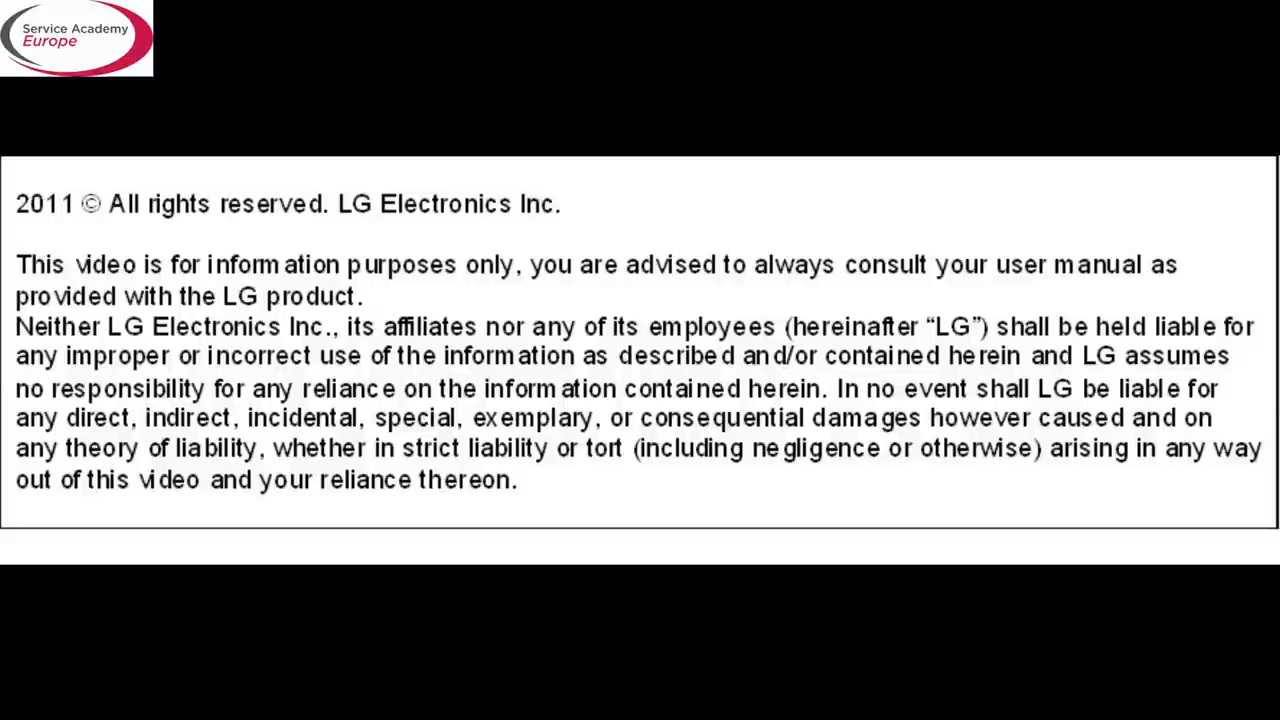 Service Academy
Europe
2011 © All rights reserved. LG Electronics Inc.
This video is for information purposes only, you are advised to always consult your user manual as
provided with the LG product.
Neither LG Electronics Inc., its affiliates nor any of its employees (hereinafter “LG”) shall be held liable for
any improper or incorrect use of the information as described and/or contained herein and LG assumes
no responsibility for any reliance on the information contained herein. In no event shall LG be liable for
any direct, indirect, incidental, special, exemplary, or consequential damages however caused and on
any theory of liability, whether in strict liability or tort (including negligence or otherwise) arising in any way
out of this video and your reliance thereon.